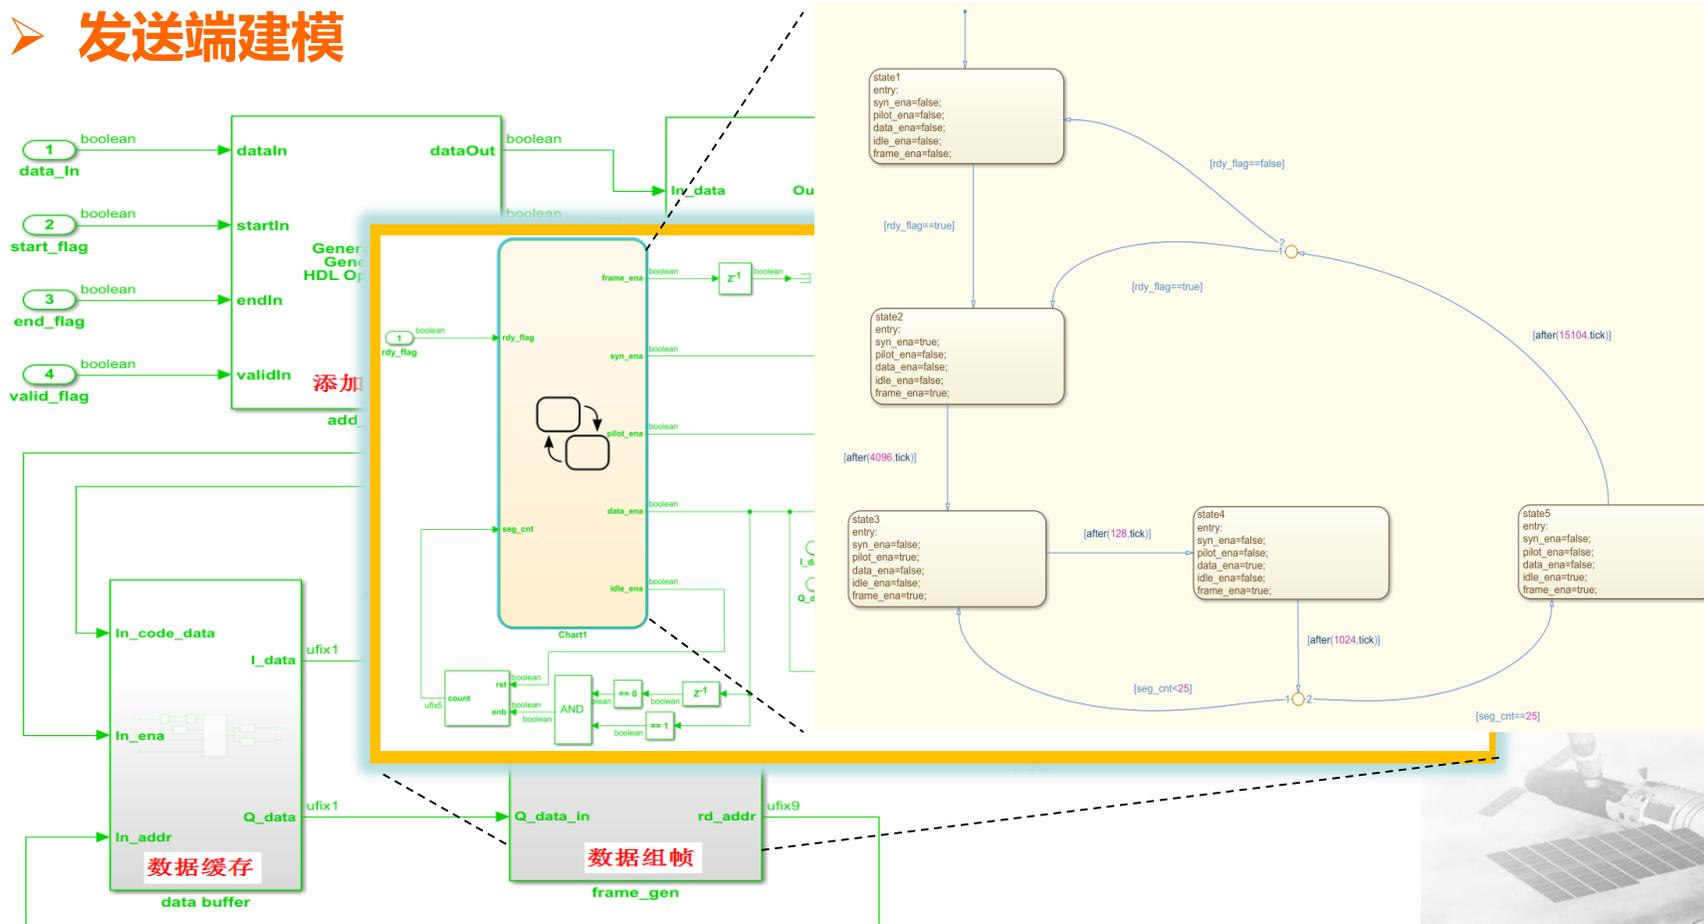 发送端建模
1
data_In
boolean
2
start_flag
boolean
3
end_flag
boolean
4
valid_flag
boolean
dataIn
startIn
endIn
validIn
dataOut
HDL
添加
boolean
boolean
In_data
1
rdy_flag
boolean
rdy_flag
seg_cnt
frame_ena
syn_ena
pilot_ena
data_ena
idle_ena
Chart1
boolean
boolean
boolean
boolean
boolean
z-1
boolean
count
rst
enb
ufix5
boolean
boolean
AND
== 0
boolean
z-1
== 1
boolean
In_code_data
In_ena
In_addr
I_data
Q_data
数据缓存
data buffer
ufix1
ufix1
Q_data_in
rd_addr
数据组帧
frame_gen
ufix9
state1
entry:
syn_ena=false;
pilot_ena=false;
data_ena=false;
idle_ena=false;
frame_ena=false;
[rdy_flag==false]
[rdy_flag==true]
2
1
[rdy_flag==true]
state2
entry:
syn_ena=true;
pilot_ena=false;
data_ena=false;
idle_ena=false;
frame_ena=true;
[after(15104,tick)]
[after(4096,tick)]
state3
entry:
syn_ena=false;
pilot_ena=true;
data_ena=false;
idle_ena=false;
frame_ena=true;
[after(128,tick)]
state4
entry:
syn_ena=false;
pilot_ena=false;
data_ena=true;
idle_ena=false;
frame_ena=true;
state5
entry:
syn_ena=false;
pilot_ena=false;
data_ena=false;
idle_ena=true;
frame_ena=true;
[after(1024,tick)]
[seg_cnt<25]
1
2
[seg_cnt==25]